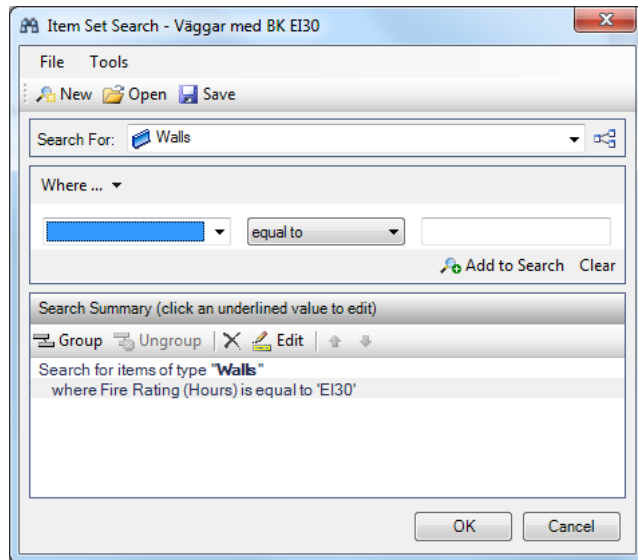 Item Set Search - Väggar med BK EI30
File Tools
New Open Save
Search For: Walls
Where ...
equal to
Add to Search Clear
Search Summary (click an underlined value to edit)
Group Ungroup Edit
Search for items of type "Walls"
where Fire Rating (Hours) is equal to 'EI30'
OK Cancel